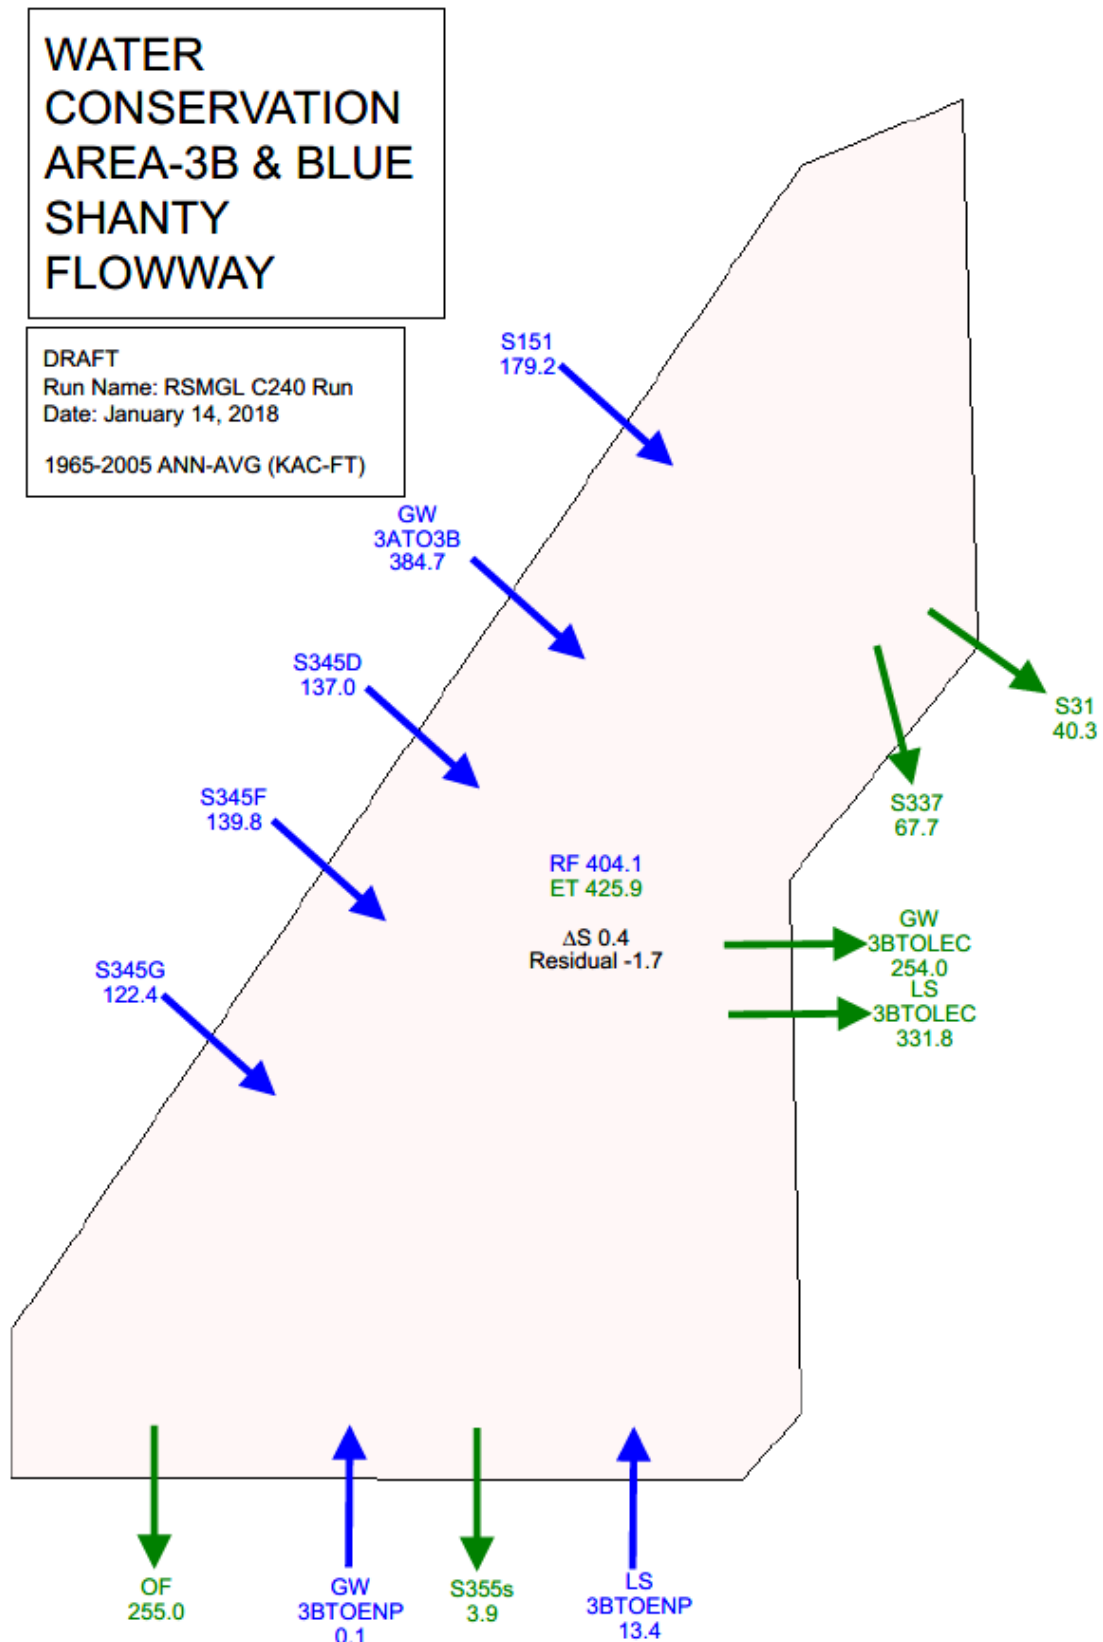 WATER
CONSERVATION
AREA-3B & BLUE
SHANTY
FLOWWAY
DRAFT
Run Name: RSMGL C240 Run
Date: January 14, 2018
1965-2005 ANN-AVG (KAC-FT)
S151
179.2
GW
3ATO3B
384.7
S345D
137.0
S31
40.3
S345F
139.8
S337
67.7
RF 404.1
ET 425.9
ΔS 0.4
Residual -1.7
GW
3BTOLEC
254.0
LS
3BTOLEC
331.8
S345G
122.4
OF
255.0
GW
3BTOENP
0.1
S355s
3.9
LS
3BTOENP
13.4